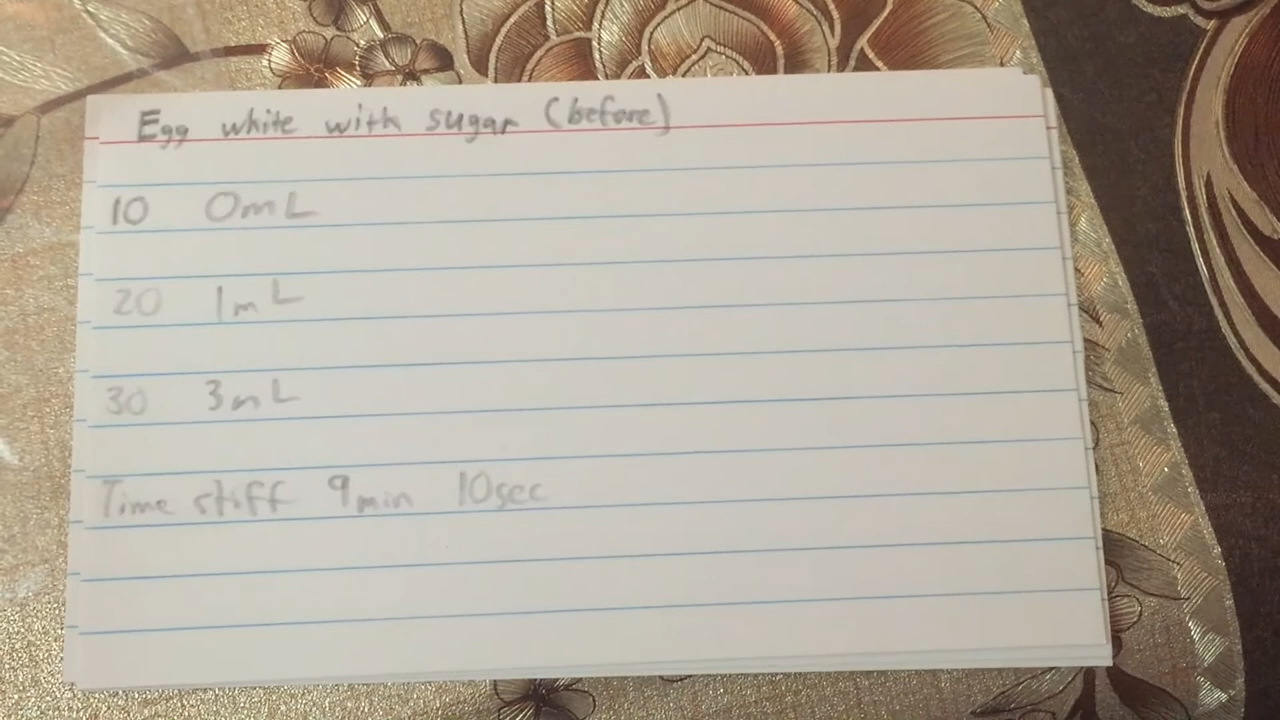 Egg white with sugar (before)
10 0mL
20 1mL
30 3mL
Time stiff 9min 10sec